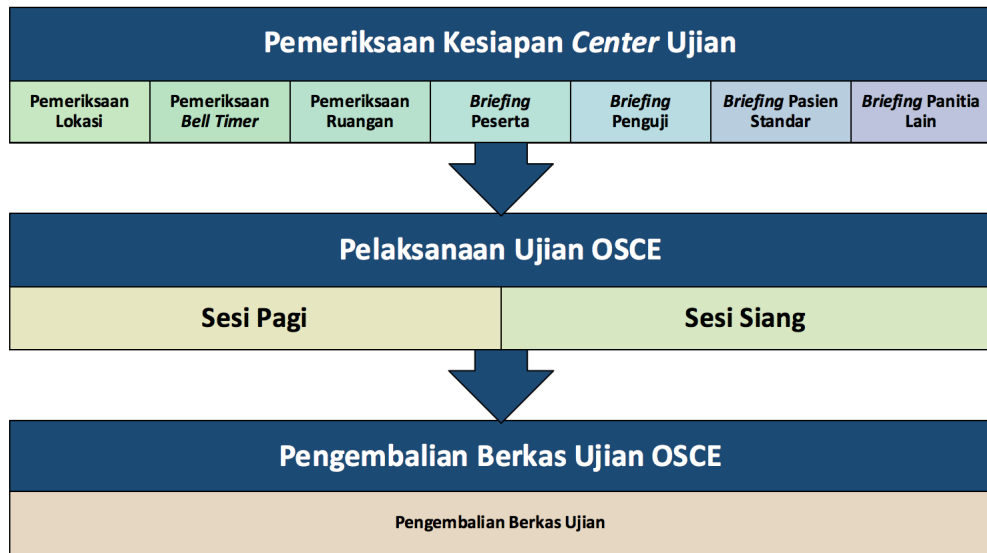 Pemeriksaan Kesiapan Center Ujian
Pemeriksaan
Lokasi
Pemeriksaan
Bell Timer
Pemeriksaan
Ruangan
Briefing
Peserta
Briefing
Penguji
Briefing Pasien
Standar
Briefing Panitia
Lain
Pelaksanaan Ujian OSCE
Sesi Pagi
Sesi Siang
Pengembalian Berkas Ujian OSCE
Pengembalian Berkas Ujian